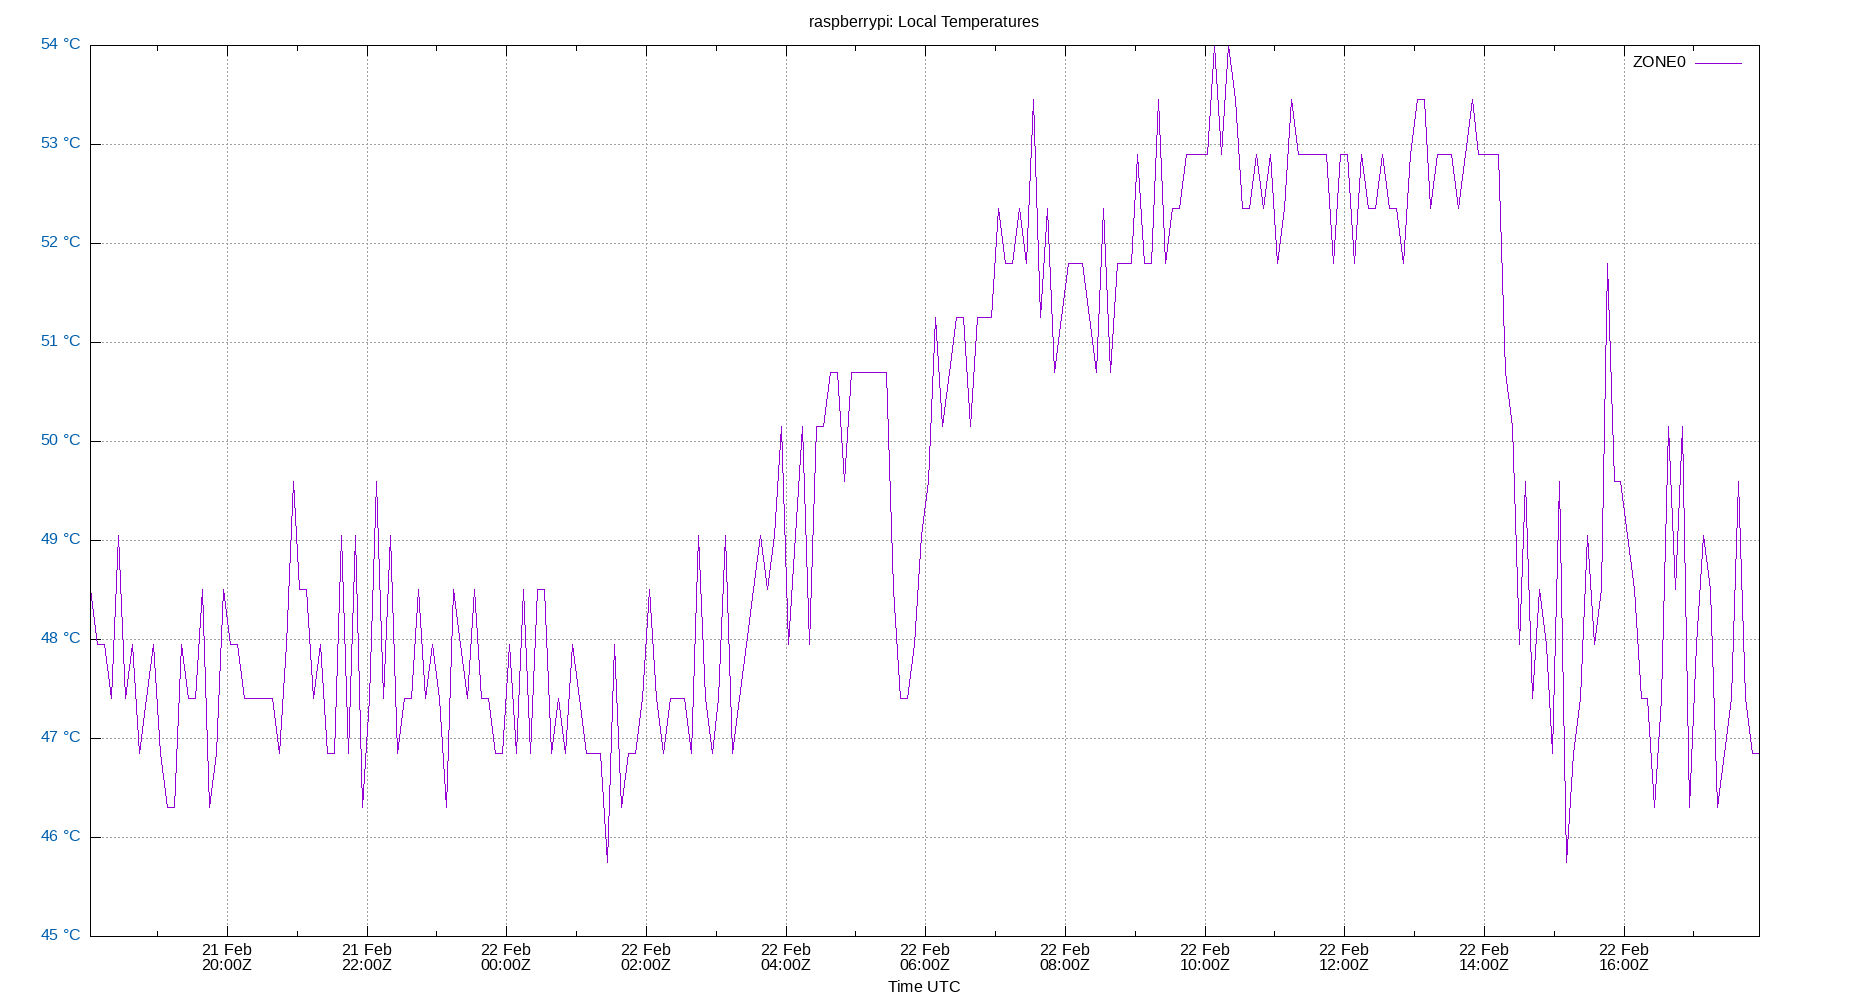 raspberrypi: Local Temperatures
ZONE0
54 °C
53 °C
52 °C
51 °C
50 °C
49 °C
48 °C
47 °C
46 °C
45 °C
21 Feb 21 Feb 22 Feb 22 Feb 22 Feb 22 Feb 22 Feb 22 Feb 22 Feb 22 Feb 22 Feb
20:00Z 22:00Z 00:00Z 02:00Z 04:00Z 06:00Z 08:00Z 10:00Z 12:00Z 14:00Z 16:00Z
Time UTC